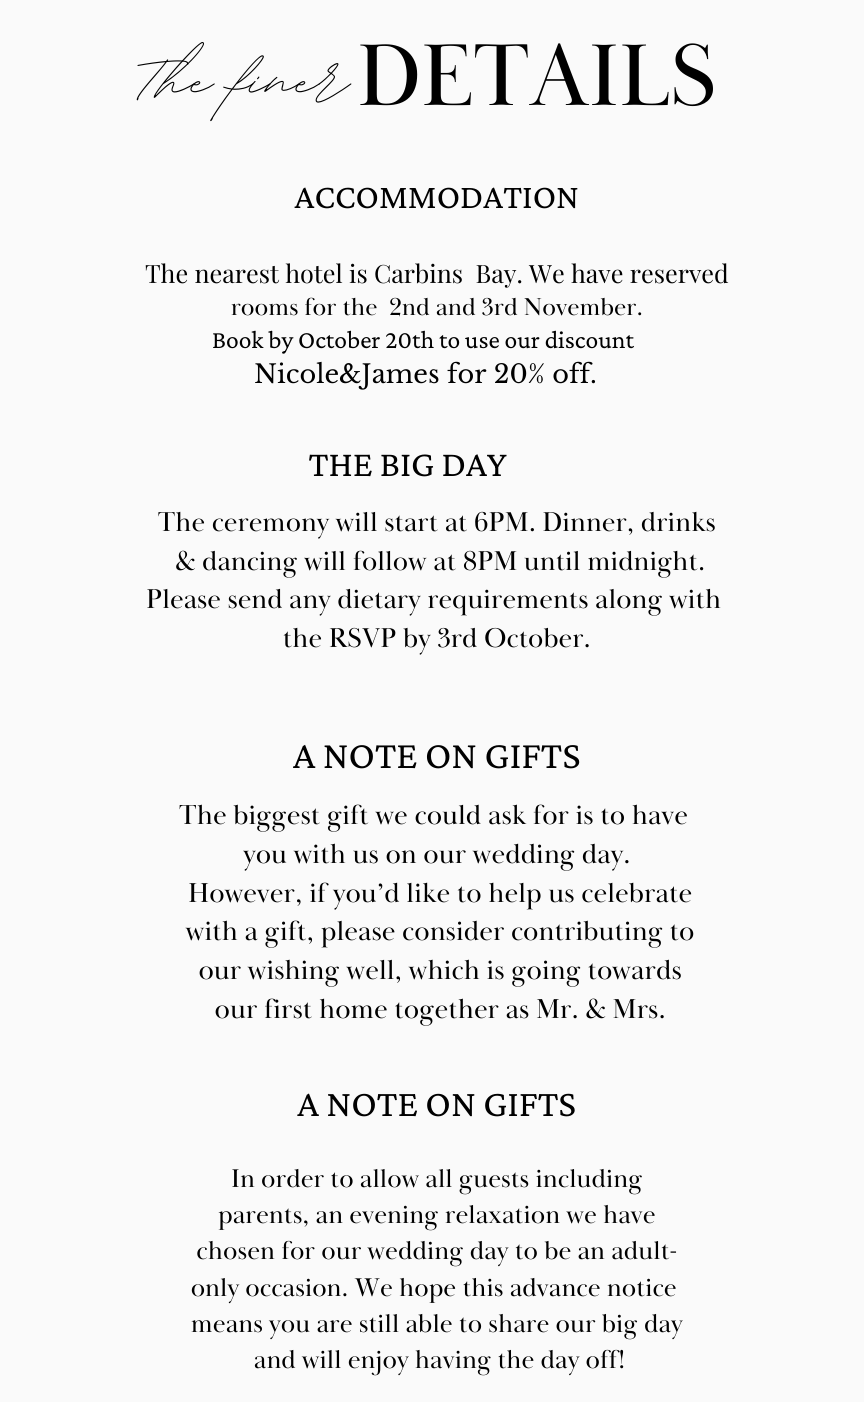 The finer DETAILS
ACCOMMODATION
The nearest hotel is Carbins Bay. We have reserved
rooms for the 2nd and 3rd November.
Book by October 20th to use our discount
Nicole&James for 20% off.
THE BIG DAY
The ceremony will start at 6PM. Dinner, drinks
& dancing will follow at 8PM until midnight.
Please send any dietary requirements along with
the RSVP by 3rd October.
A NOTE ON GIFTS
The biggest gift we could ask for is to have
you with us on our wedding day.
However, if you’d like to help us celebrate
with a gift, please consider contributing to
our wishing well, which is going towards
our first home together as Mr. & Mrs.
A NOTE ON GIFTS
In order to allow all guests including
parents, an evening relaxation we have
chosen for our wedding day to be an adult-
only occasion. We hope this advance notice
means you are still able to share our big day
and will enjoy having the day off!